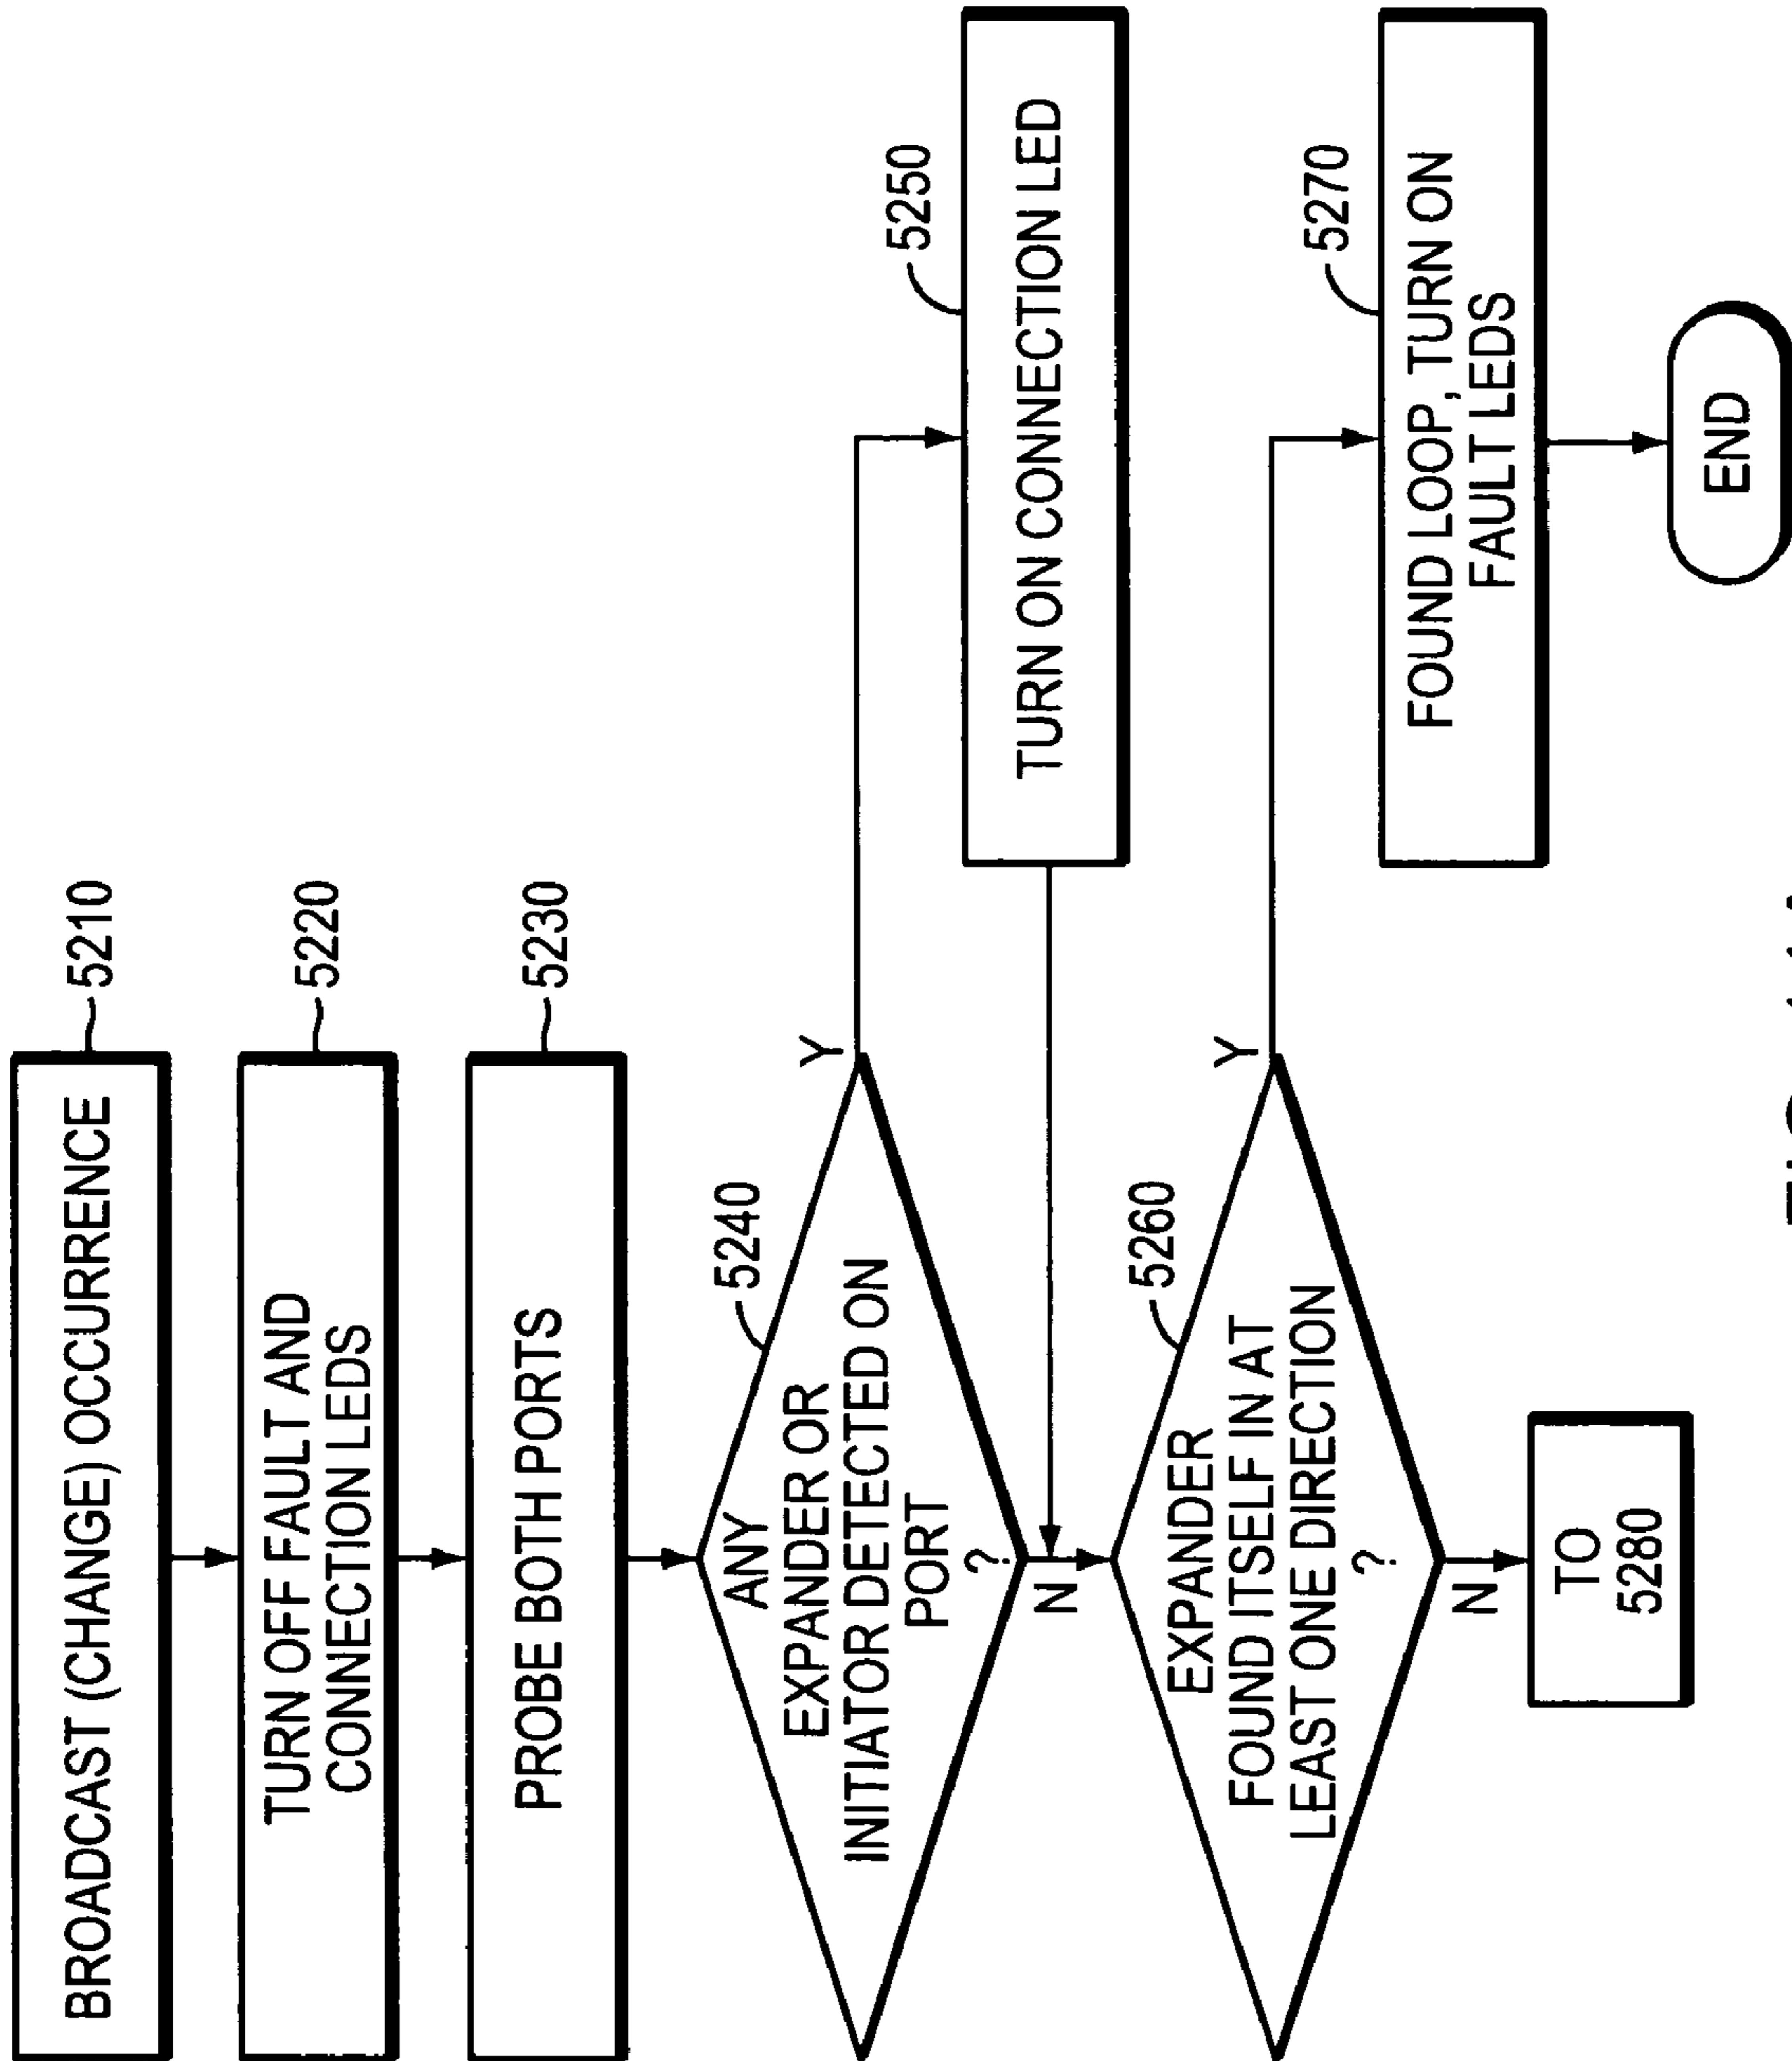 BROADCAST (CHANGE) OCCURRENCE
5210
TURN OFF FAULT AND
CONNECTION LEDS
5220
PROBE BOTH PORTS
5230
ANY
EXPANDER OR
INITIATOR DETECTED ON
PORT
?
5240
Y
N
TURN ON CONNECTION LED
5250
EXPANDER
FOUND ITSELF IN AT
LEAST ONE DIRECTION
?
5260
Y
N
FOUND LOOP, TURN ON
FAULT LEDS
5270
END
TO
5280